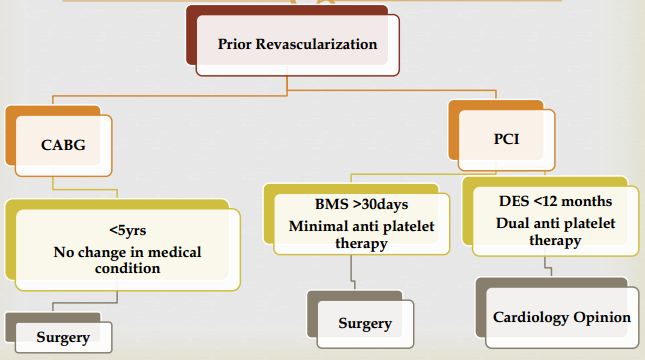 Prior Revascularization
CABG
PCI
<5yrs
No change in medical
condition
BMS >30days
Minimal anti platelet
therapy
DES <12 months
Dual anti platelet
therapy
Surgery
Surgery
Cardiology Opinion